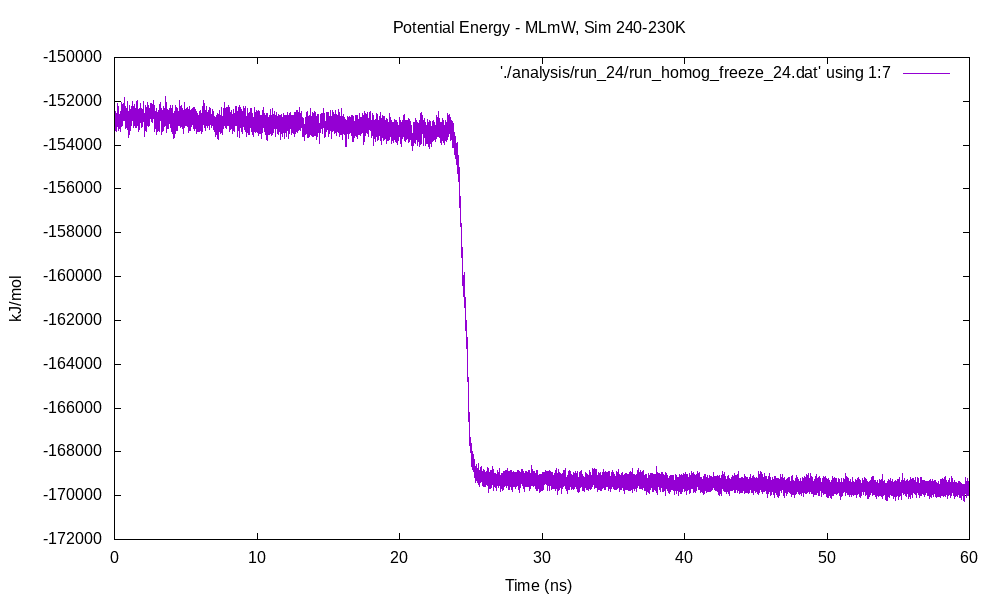 Potential Energy - MLmW, Sim 240-230K
'./analysis/run_24/run_homog_freeze_24.dat' using 1:7
-150000
-152000
-154000
-156000
-158000
-160000
-162000
-164000
-166000
-168000
-170000
-172000
kJ/mol
0 10 20 30 40 50 60
Time (ns)